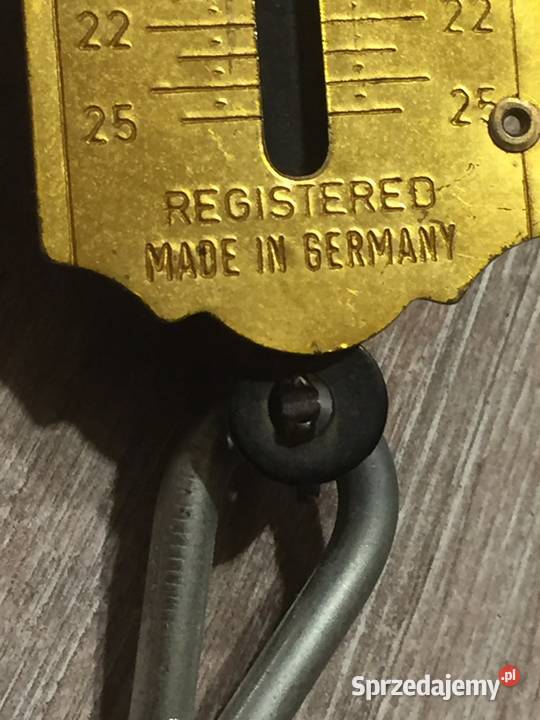 22 22
25 25
REGISTERED
MADE IN GERMANY
Sprzedajemy.pl